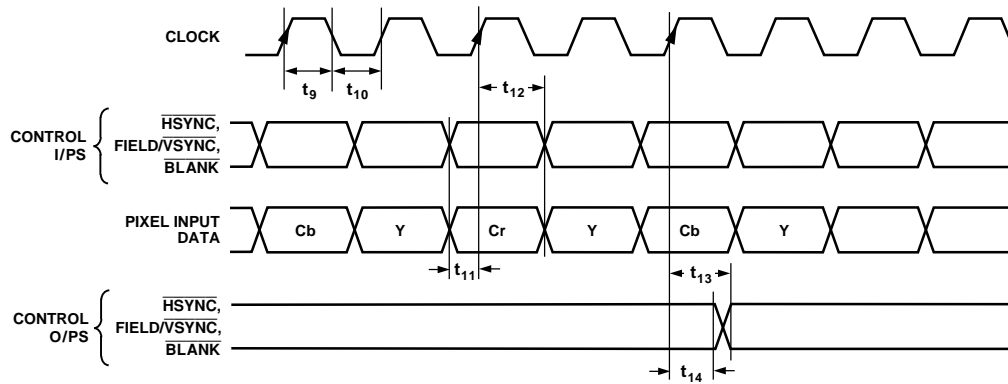 CLOCK
t9
t10
t12
CONTROL
I/PS
HSYNC,
FIELD/VSYNC,
BLANK
PIXEL INPUT
DATA
Cb
Y
Cr
Y
Cb
Y
t11
t13
CONTROL
O/PS
HSYNC,
FIELD/VSYNC,
BLANK
t14